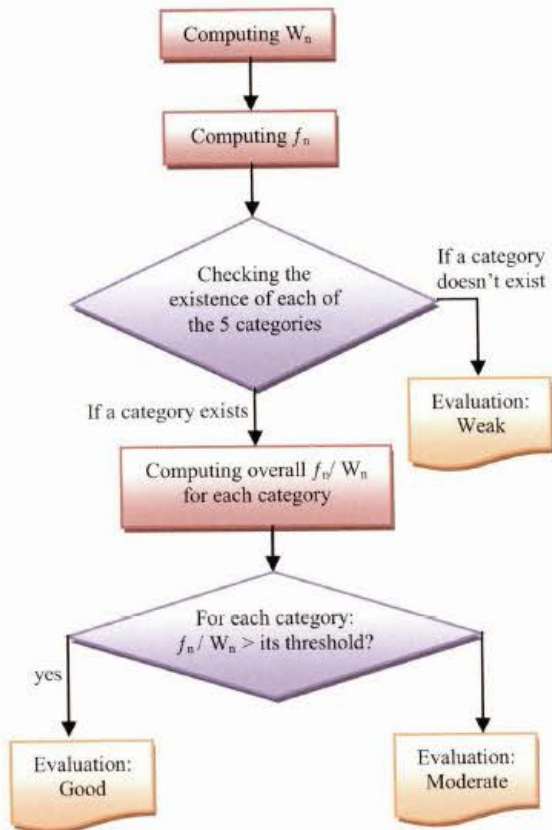 Computing Wₙ
Computing fₙ
Checking the
existence of each of
the 5 categories
If a category
doesn't exist
Evaluation:
Weak
If a category exists
Computing overall fₙ/ Wₙ
for each category
For each category:
fₙ / Wₙ > its threshold?
yes
Evaluation:
Good
Evaluation:
Moderate